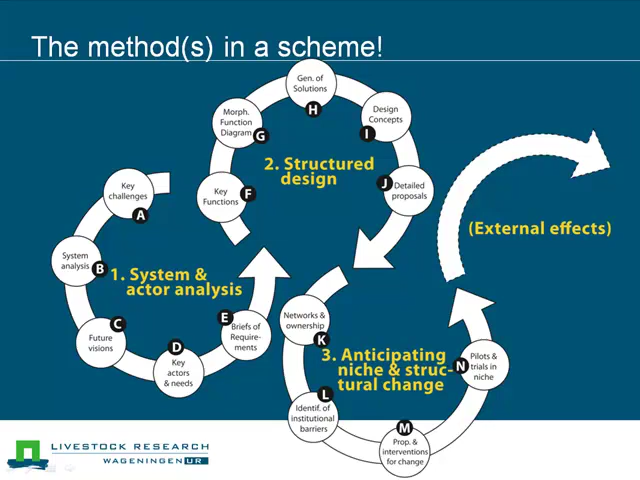 The method(s) in a scheme!
Key
challenges
A
System
analysis
B
Future
visions
C
Key
actors
& needs
D
Briefs of
Require-
ments
E
1. System &
actor analysis
Key
Functions
F
Morph.
Function
Diagram
G
Gen. of
Solutions
H
Design
Concepts
I
Detailed
proposals
J
2. Structured
design
Networks &
ownership
K
Identif. of
institutional
barriers
L
Prop. &
interventions
for change
M
Pilots &
trials in
niche
N
3. Anticipating
niche & struc-
tural change
(External effects)
LIVESTOCK RESEARCH
WAGENINGEN UR